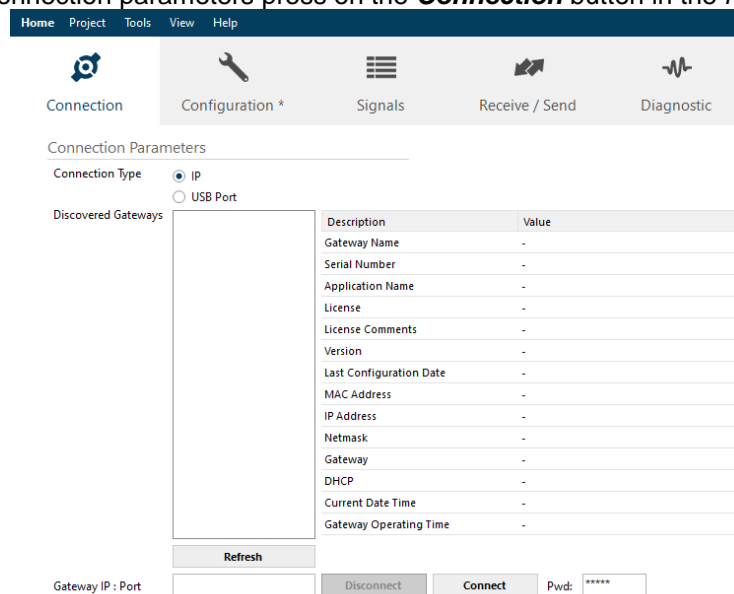 onnection parameters press on the Connection button in the
Home Project Tools View Help
Connection Configuration * Signals Receive / Send Diagnostic
Connection Parameters
Connection Type IP
USB Port
Discovered Gateways
Description Value
Gateway Name -
Serial Number -
Application Name -
License -
License Comments -
Version -
Last Configuration Date -
MAC Address -
IP Address -
Netmask -
Gateway -
DHCP -
Current Date Time -
Gateway Operating Time -
Refresh
Gateway IP : Port Disconnect Connect Pwd: *****